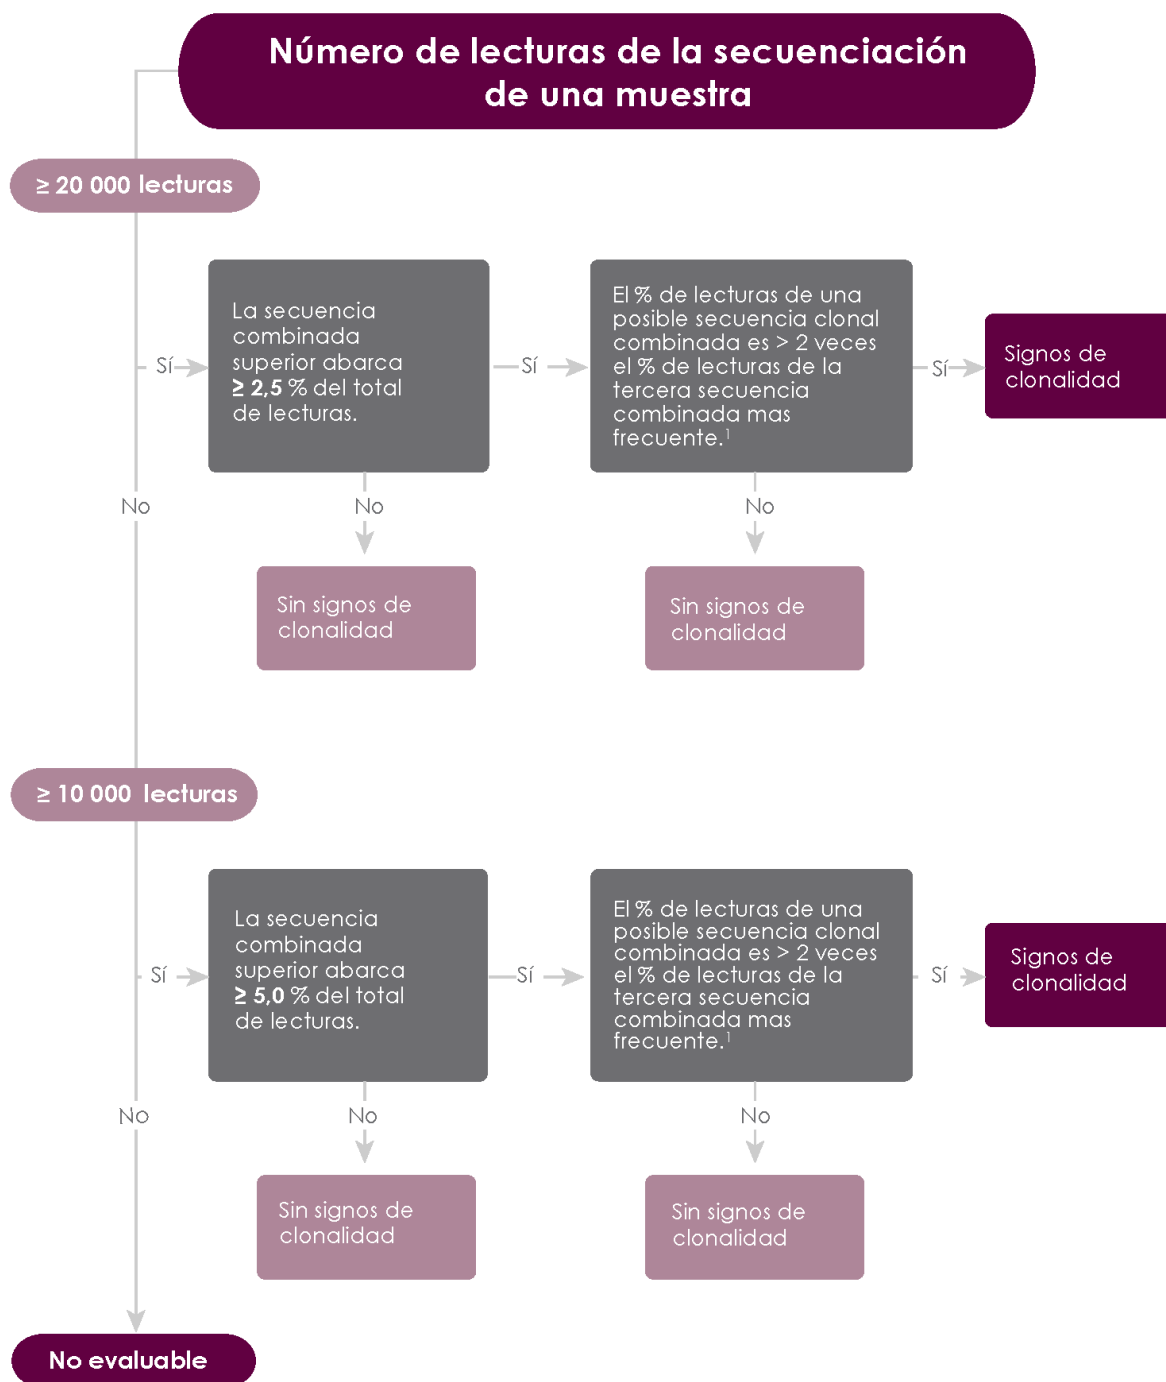 Número de lecturas de la secuenciación
de una muestra
≥ 20 000 lecturas
Sí
La secuencia
combinada
superior abarca
≥ 2,5 % del total
de lecturas.
Sí
El % de lecturas de una
posible secuencia clonal
combinada es > 2 veces
el % de lecturas de la
tercera secuencia
combinada mas
frecuente.¹
Sí
Signos de
clonalidad
No
No
No
Sin signos de
clonalidad
Sin signos de
clonalidad
≥ 10 000 lecturas
Sí
La secuencia
combinada
superior abarca
≥ 5,0 % del total
de lecturas.
Sí
El % de lecturas de una
posible secuencia clonal
combinada es > 2 veces
el % de lecturas de la
tercera secuencia
combinada mas
frecuente.¹
Sí
Signos de
clonalidad
No
No
No
Sin signos de
clonalidad
Sin signos de
clonalidad
No evaluable